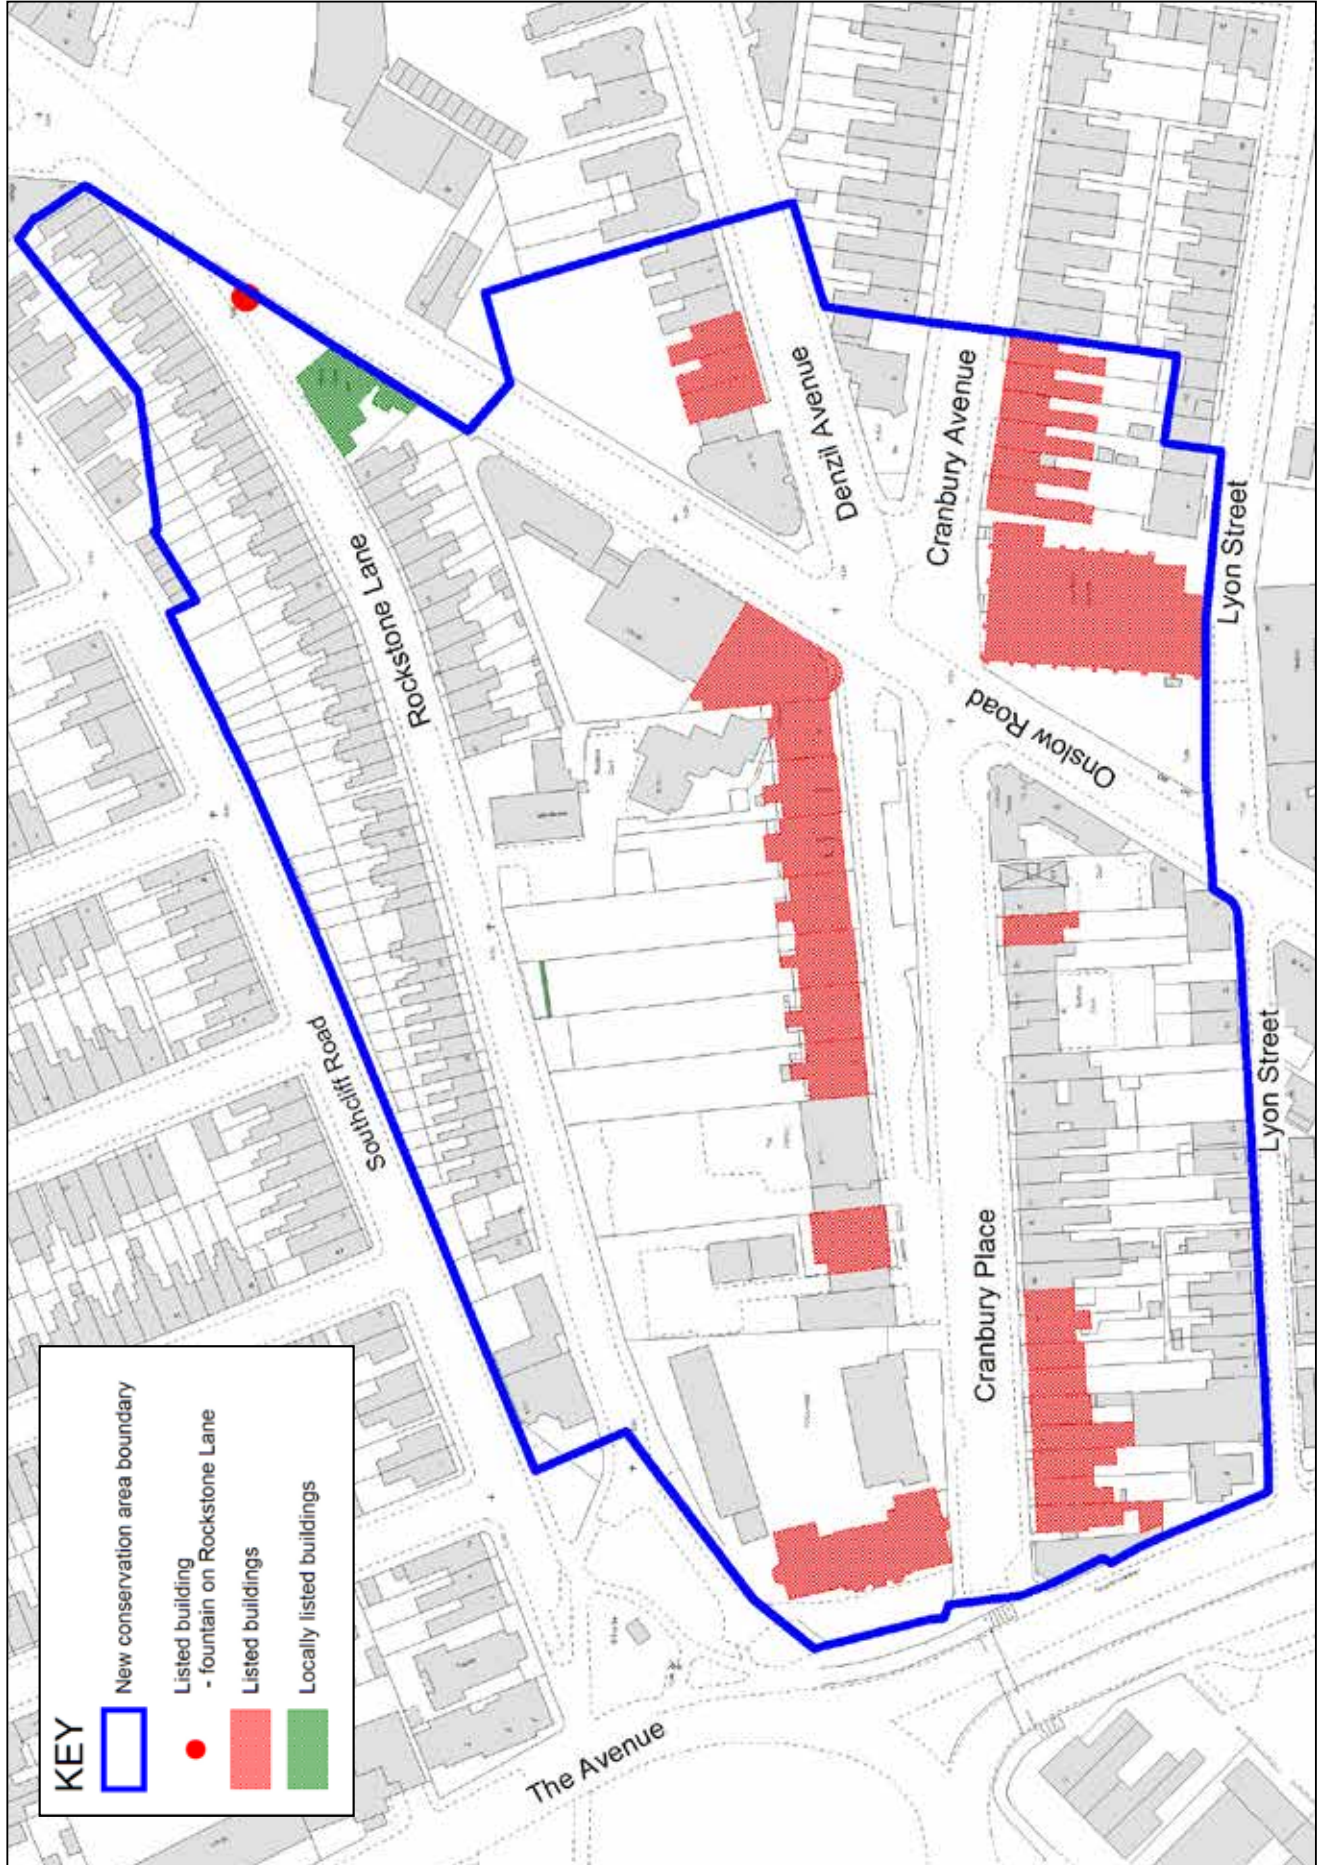 KEY
New conservation area boundary
Listed building
- fountain on Rockstone Lane
Listed buildings
Locally listed buildings
Southcliff Road
Rockstone Lane
The Avenue
Cranbury Place
Onslow Road
Denzil Avenue
Cranbury Avenue
Lyon Street
Lyon Street